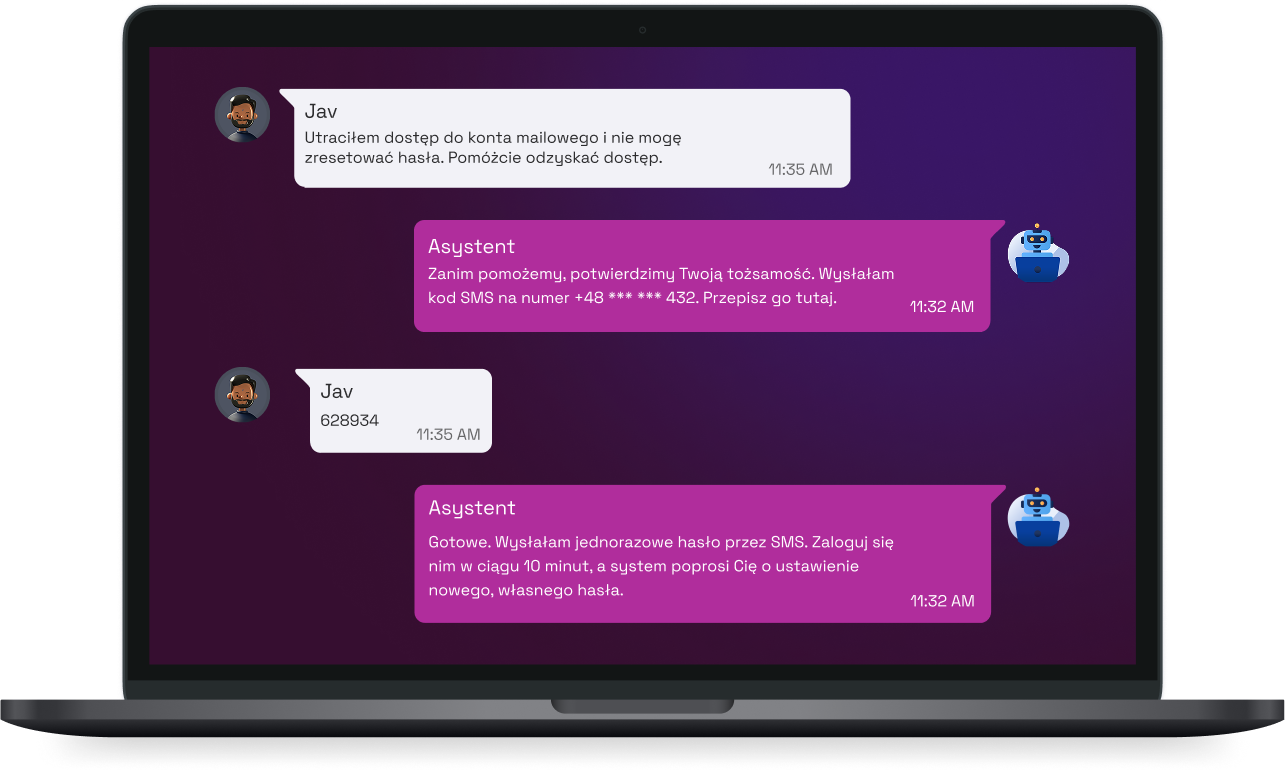 Jav
Utraciłem dostęp do konta mailowego i nie mogę
zresetować hasła. Pomóżcie odzyskać dostęp.
11:35 AM
Asystent
Zanim pomożemy, potwierdzimy Twoją tożsamość. Wysłałam
kod SMS na numer +48 *** *** 432. Przepisz go tutaj.
11:32 AM
Jav
628934
11:35 AM
Asystent
Gotowe. Wysłałam jednorazowe hasło przez SMS. Zaloguj się
nim w ciągu 10 minut, a system poprosi Cię o ustawienie
nowego, własnego hasła.
11:32 AM